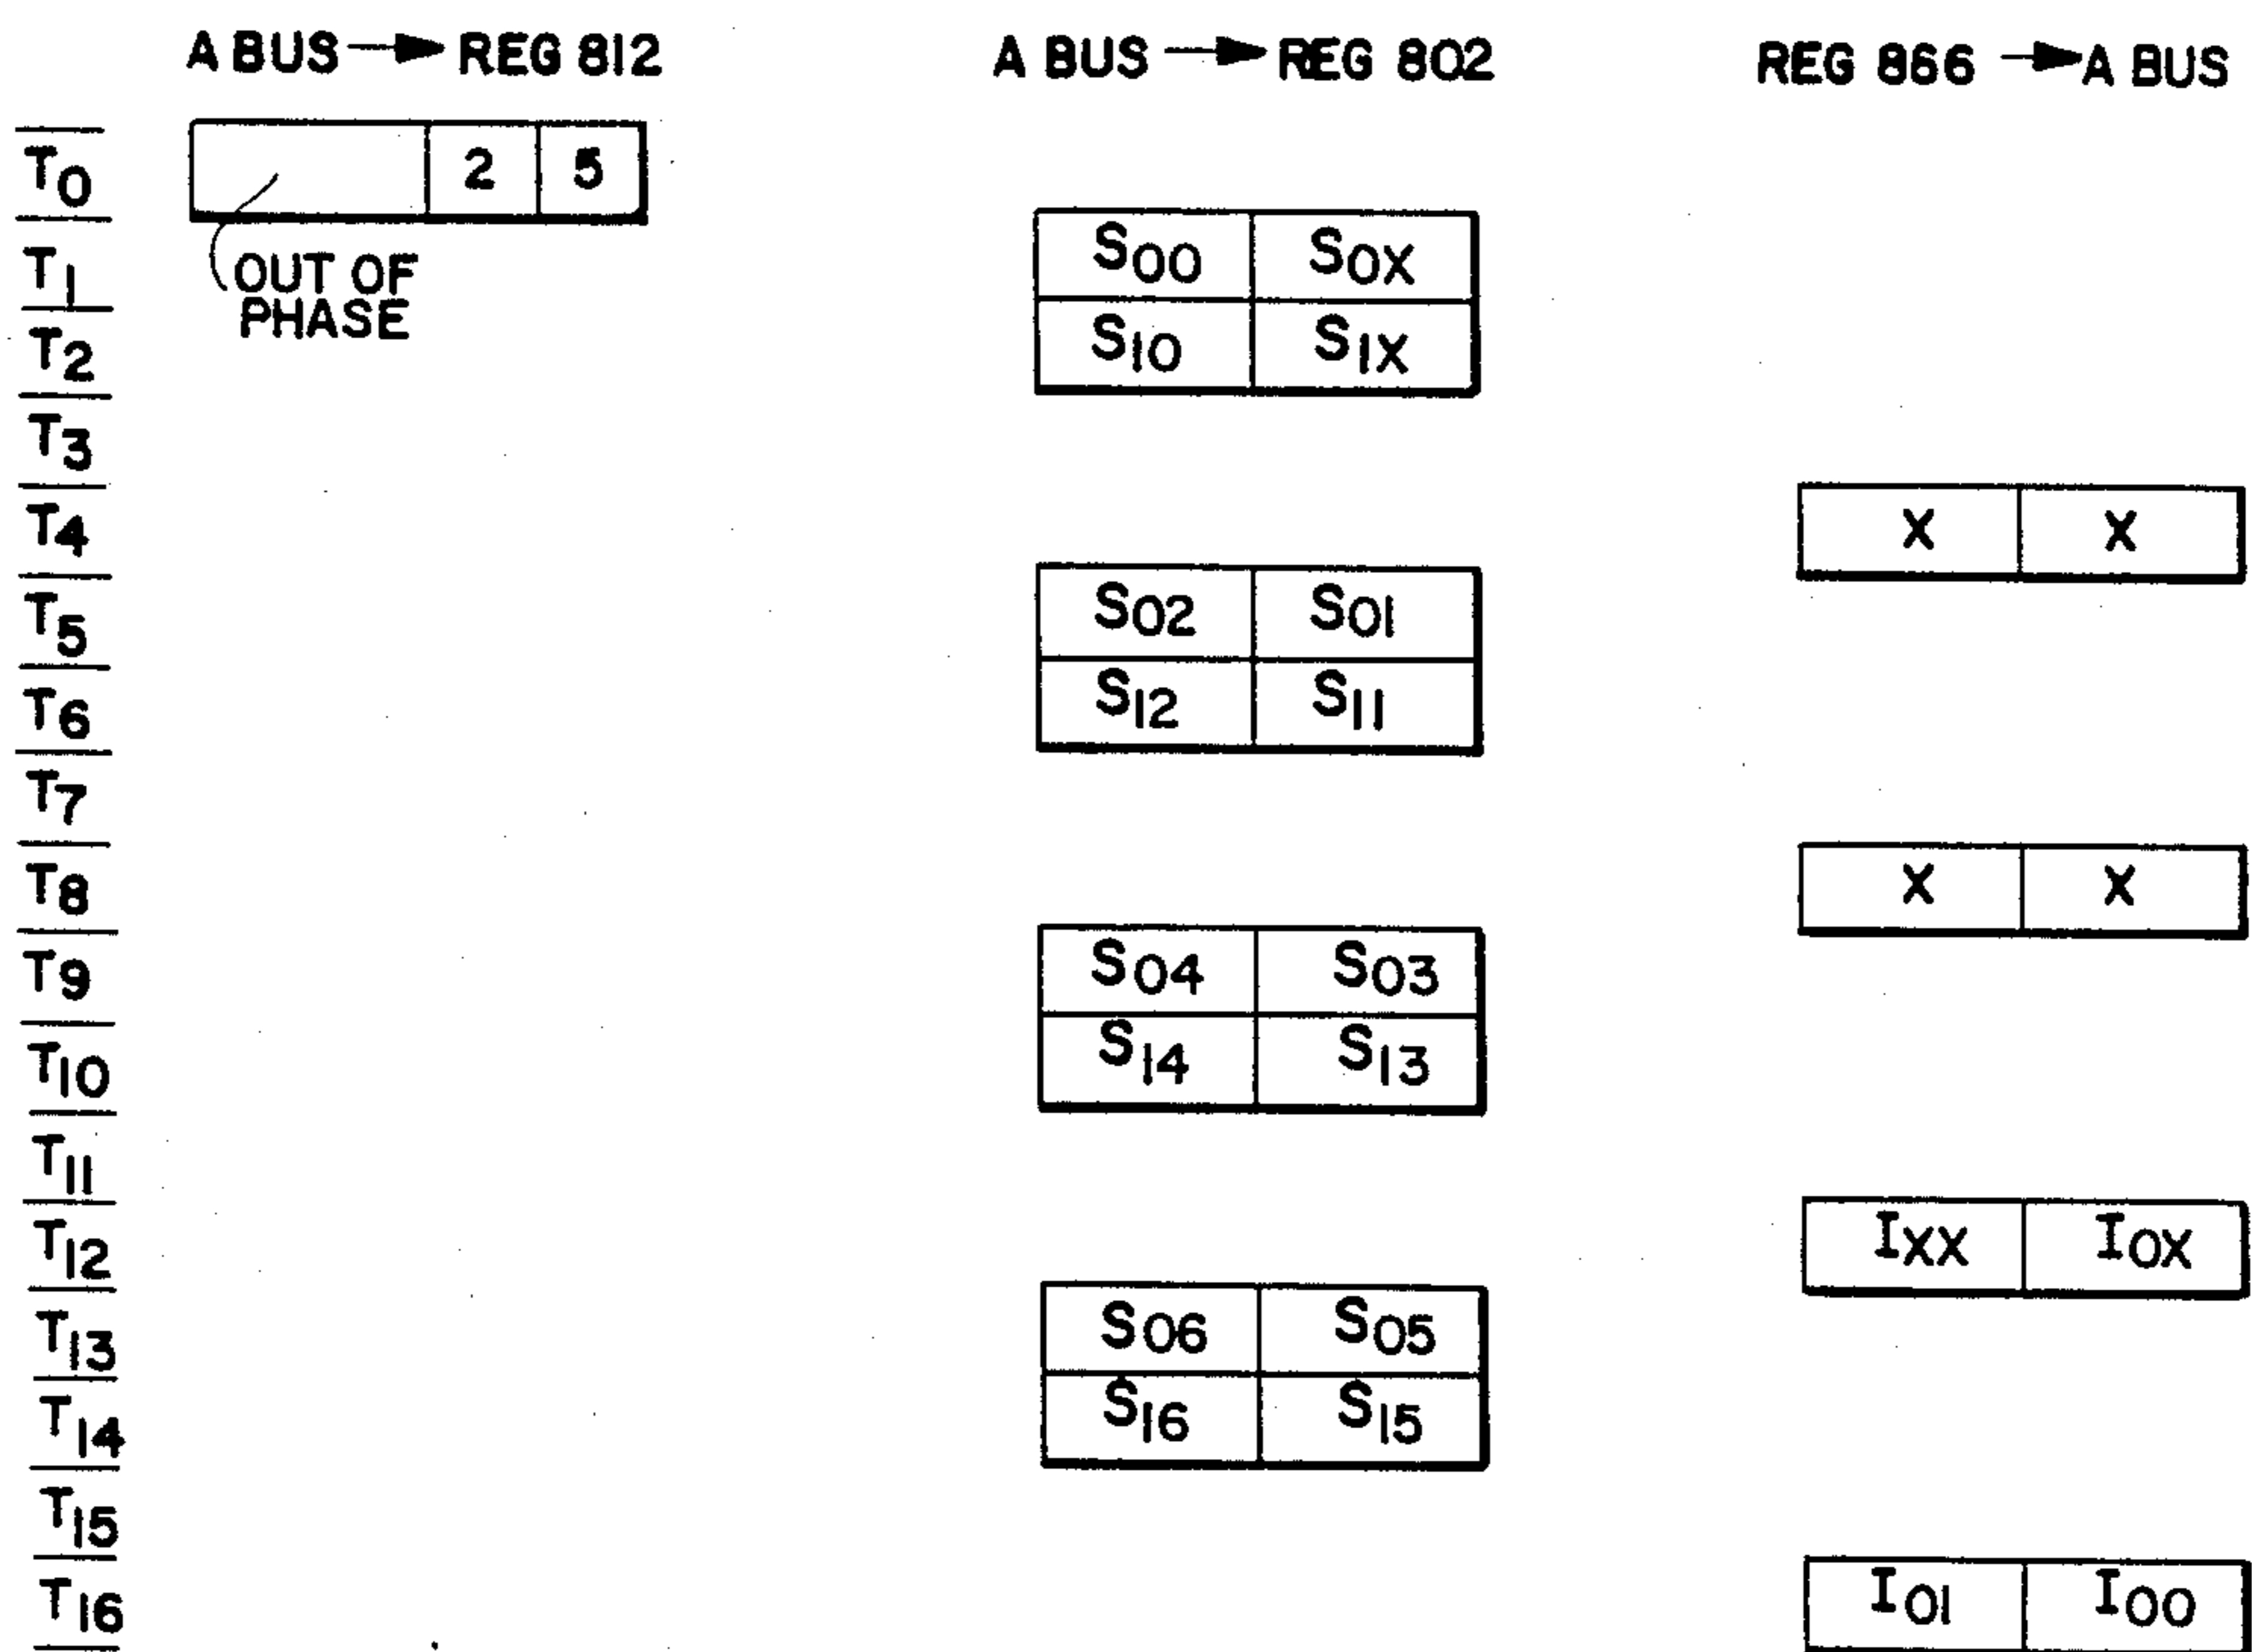 A BUS → REG 812 A BUS → REG 802 REG 866 → A BUS
T0 2 5
T1 OUT OF PHASE S00 S0X
T2 S10 S1X
T3
T4 X X
T5 S02 S01
T6 S12 S11
T7
T8 X X
T9 S04 S03
T10 S14 S13
T11
T12 IXX I0X
T13 S06 S05
T14 S16 S15
T15
T16 I01 I00